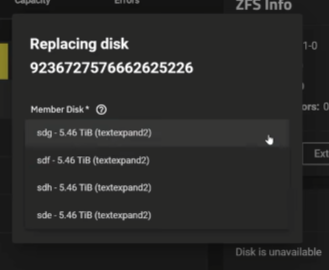 Capacity Errors
ZFS Info
Replacing disk
9236727576662625226
1-0
Member Disk*
ors: 0
sdg - 5.46 TiB (textexpand2)
sdf - 5.46 TiB (textexpand2)
Ext
sdh - 5.46 TiB (textexpand2)
sde - 5.46 TiB (textexpand2)
Disk is unavailable